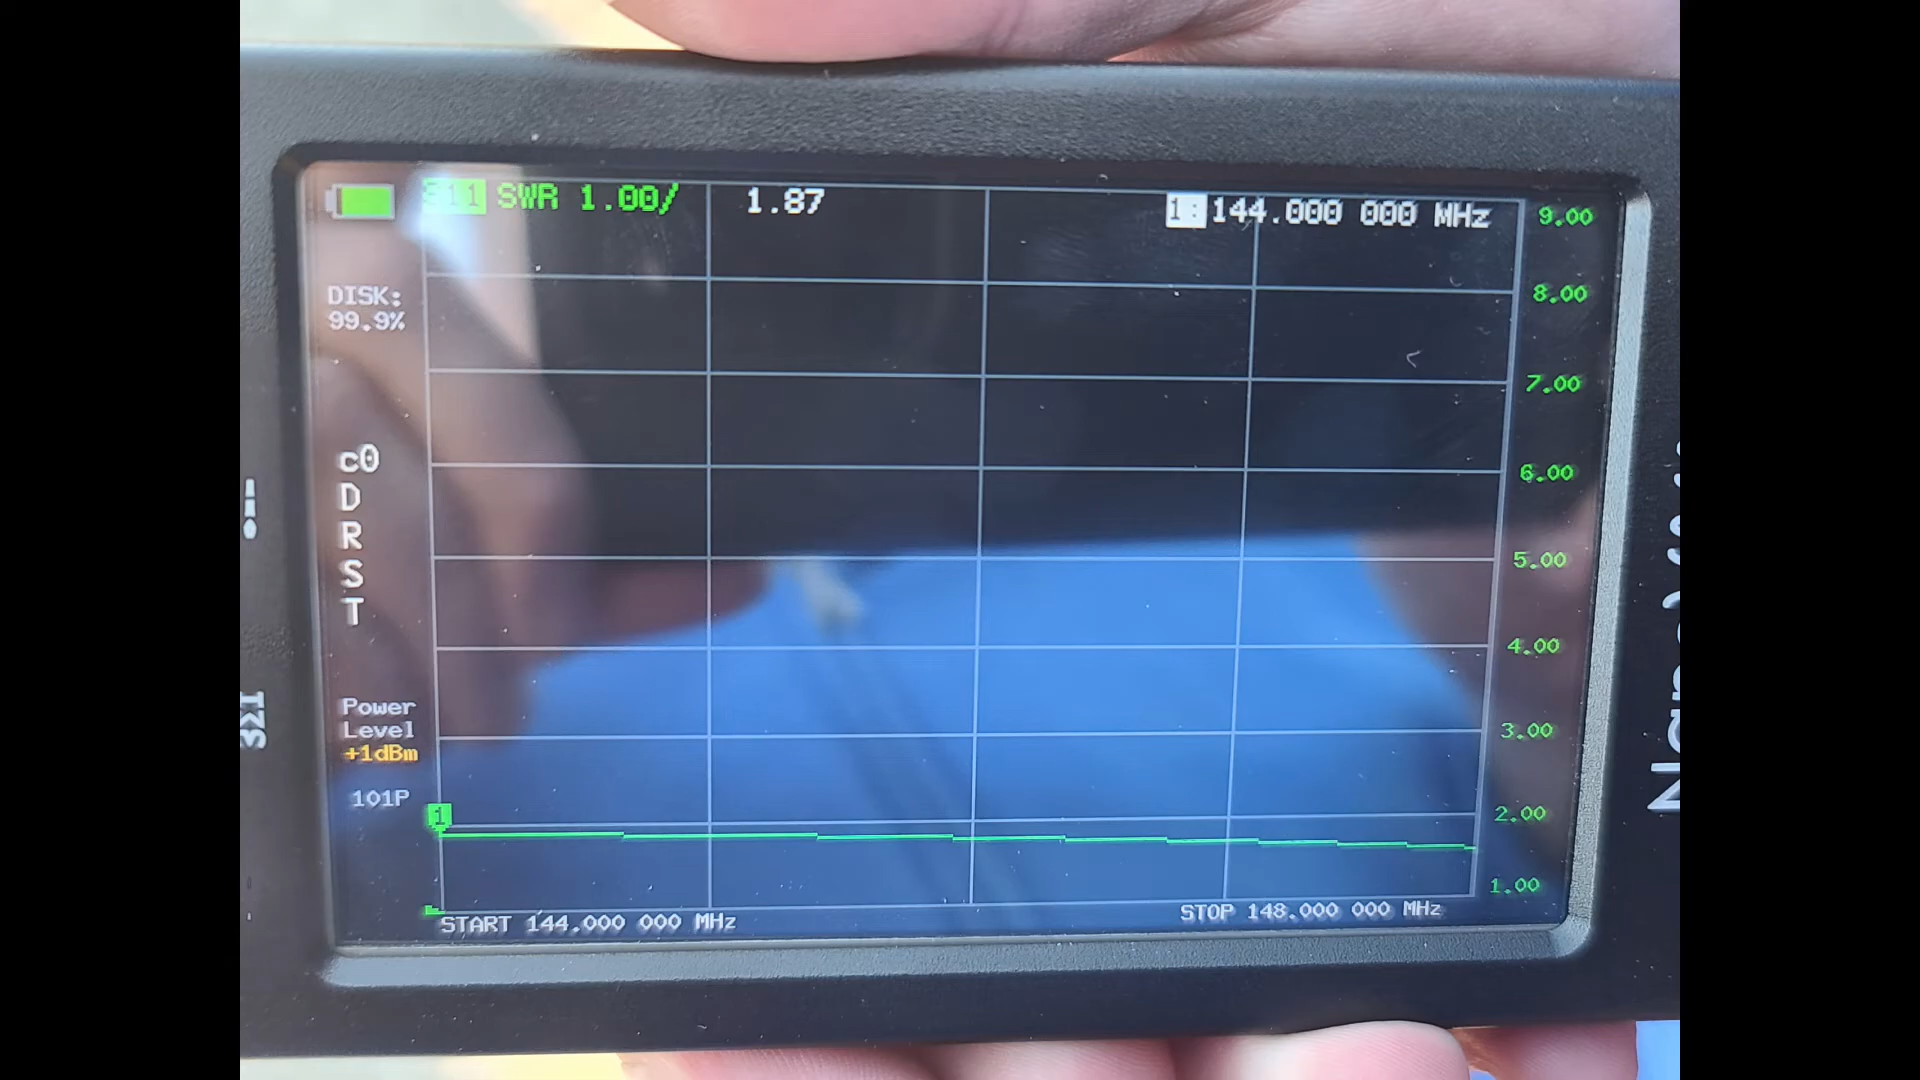 S11 SWR 1.00/ 1.87 1:144.000 000 MHz
9.00
8.00
7.00
6.00
5.00
4.00
3.00
2.00
1.00
DISK:
99.9%
c0
D
R
S
T
Power
Level
+1dBm
101P
1
START 144.000 000 MHz STOP 148.000 000 MHz